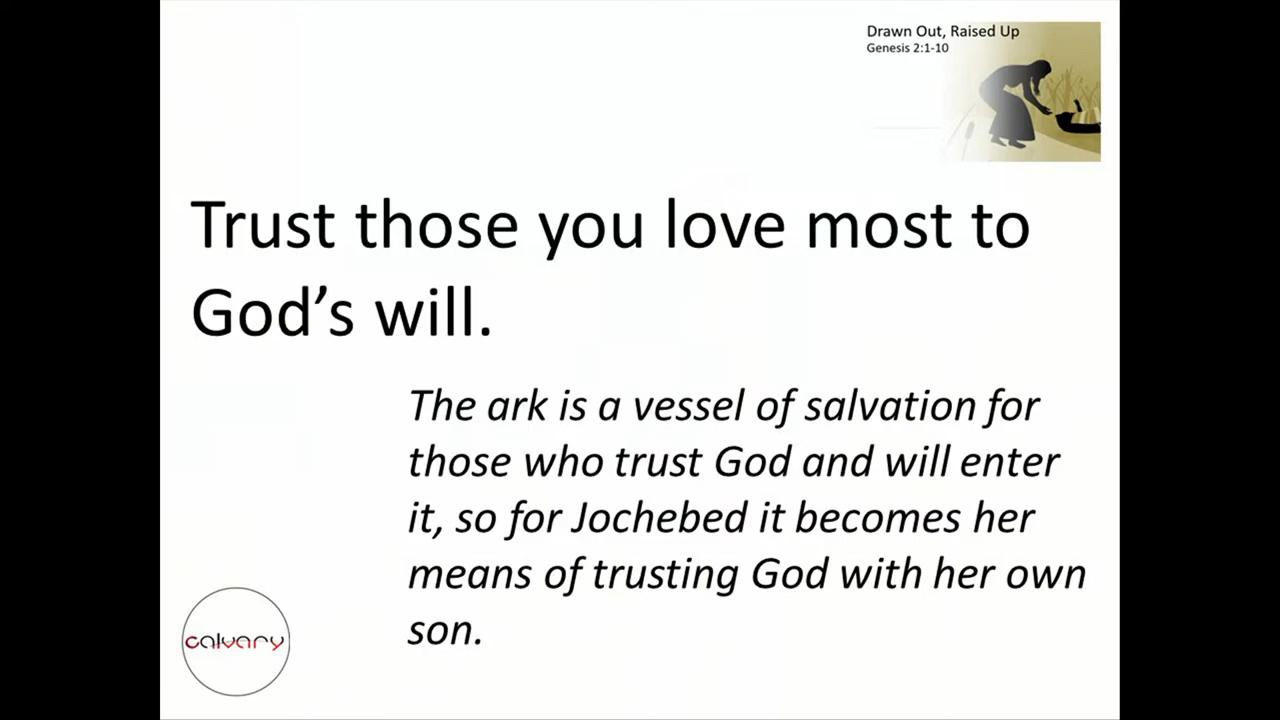 Drawn Out, Raised Up
Genesis 2:1-10
Trust those you love most to
God’s will.
The ark is a vessel of salvation for
those who trust God and will enter
it, so for Jochebed it becomes her
means of trusting God with her own
son.
calvary